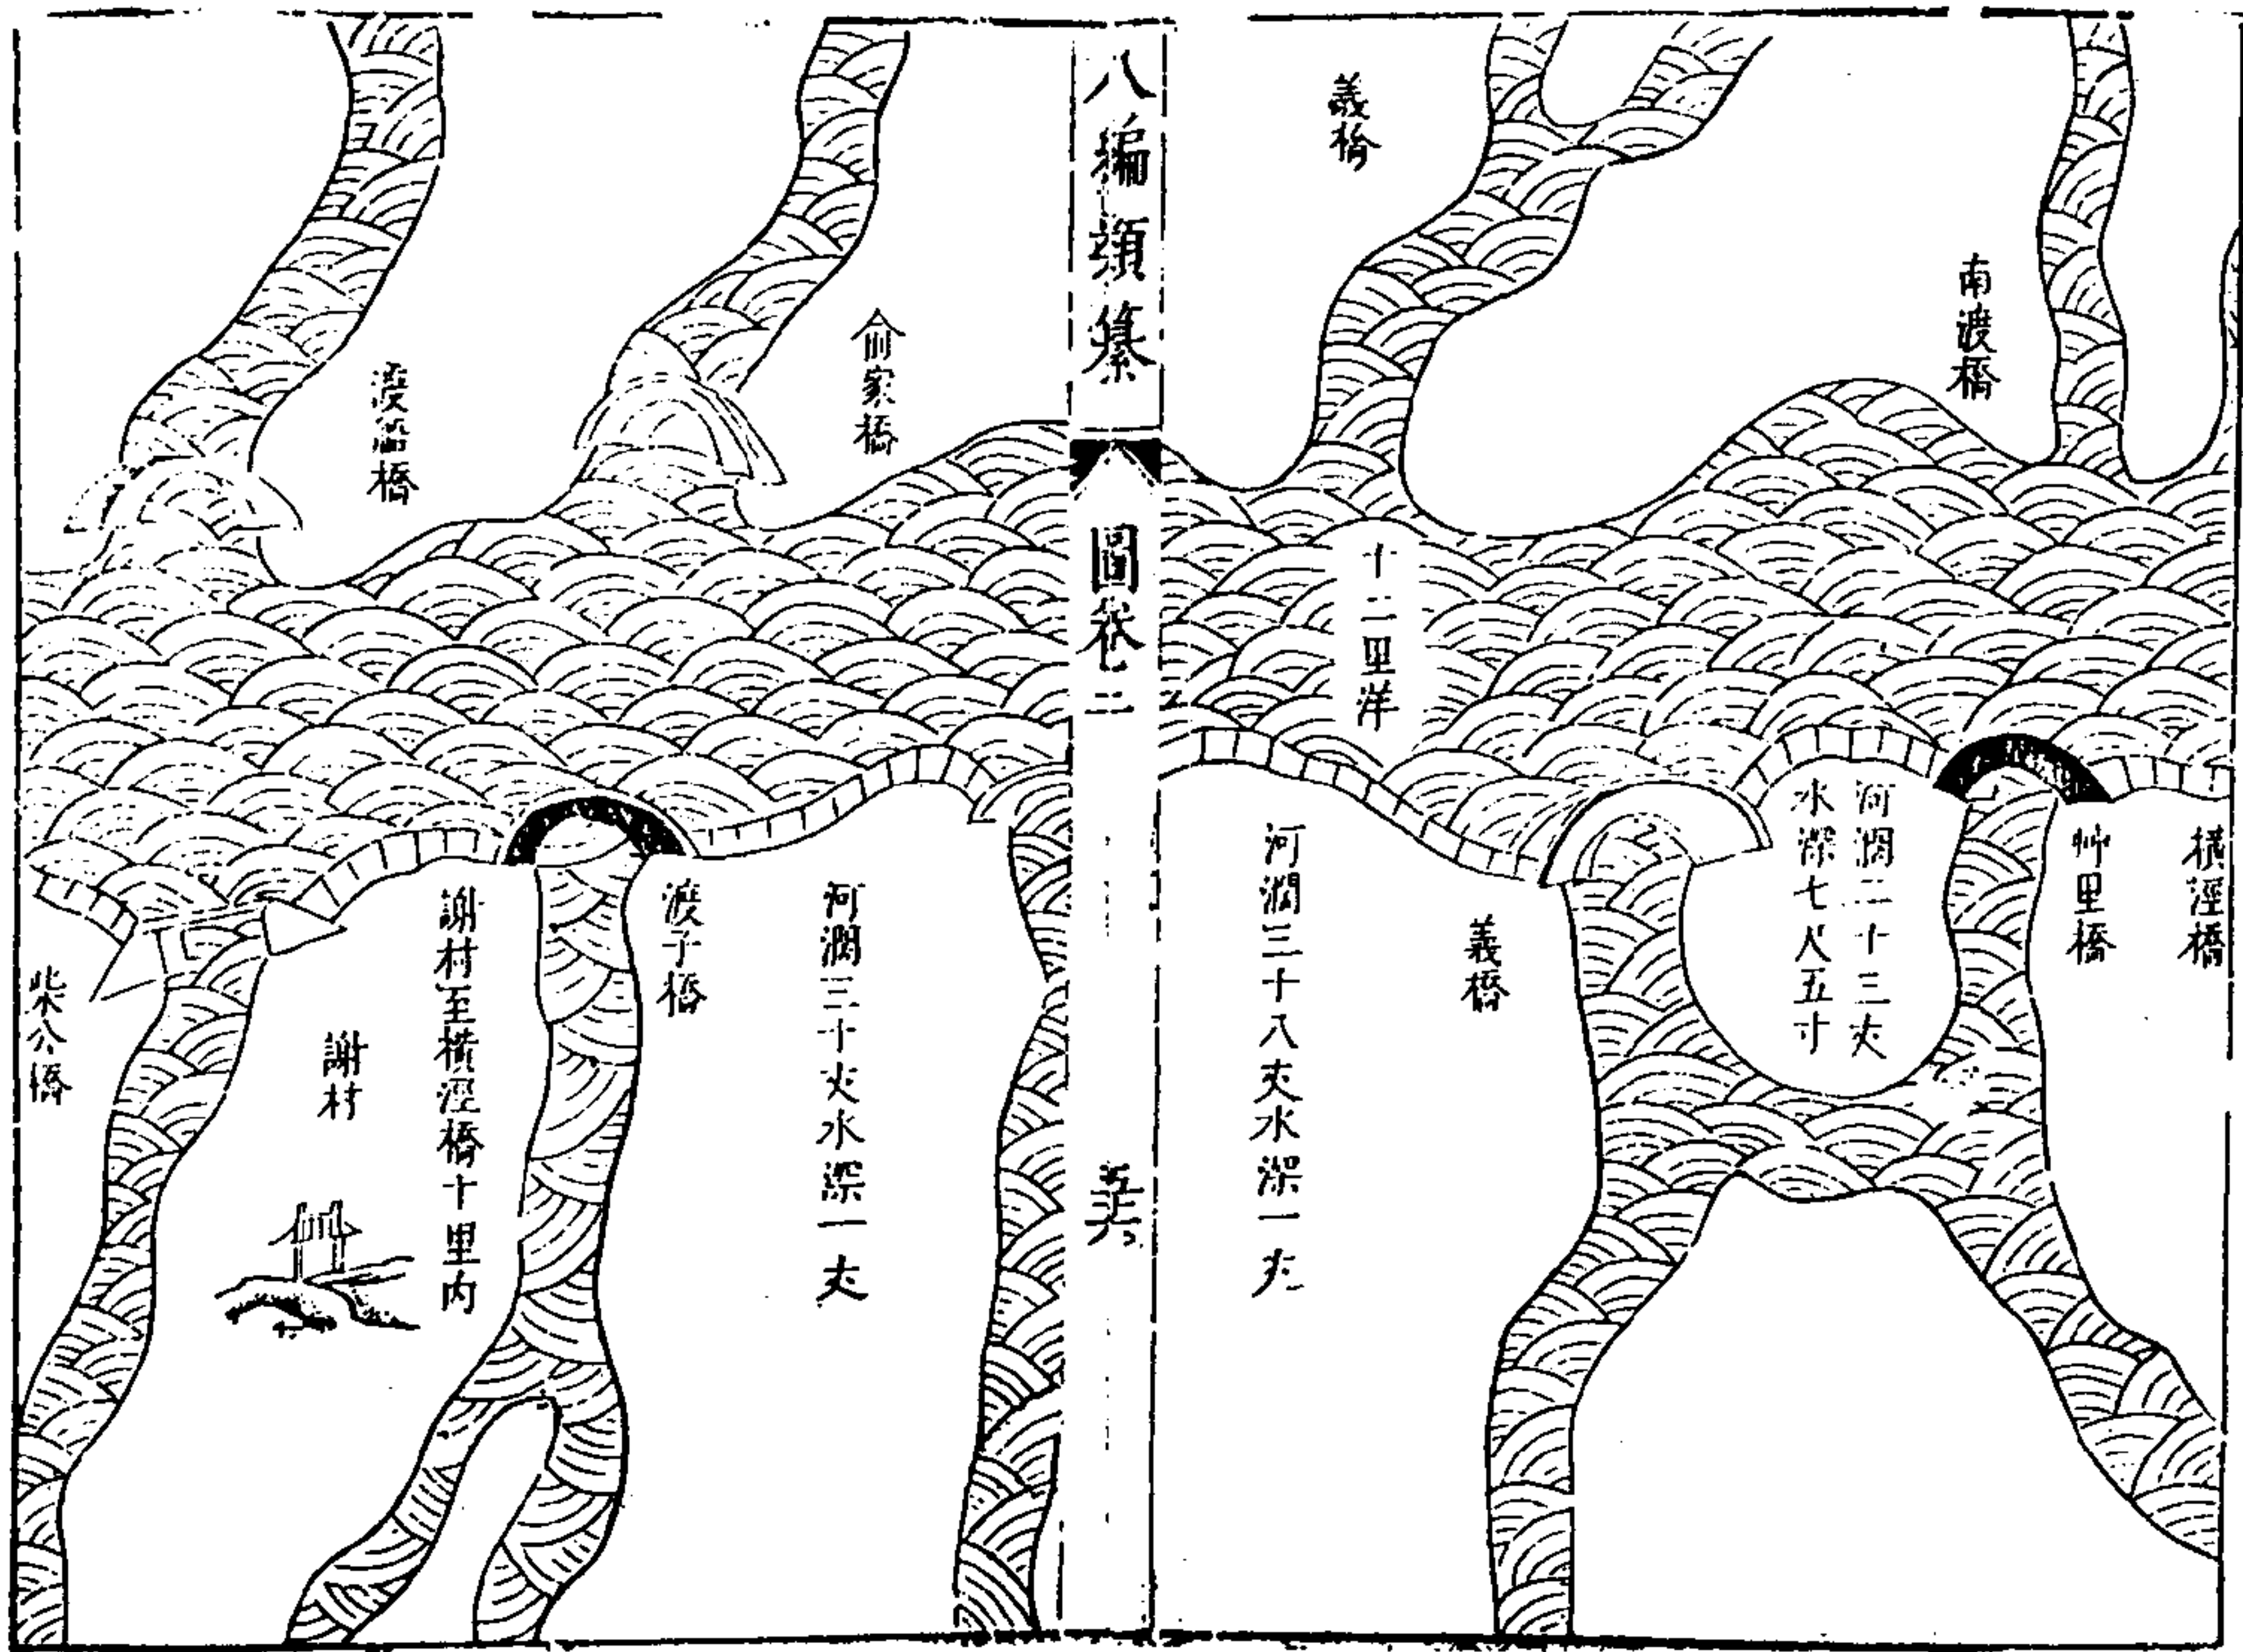 橫涇橋
艸里橋
南渡橋
河濶二十三丈
水深七尺五寸
義橋
十二里洋
義橋
河濶三十八丈水深一丈
八編類纂
圖卷二
俞家橋
河濶三十丈水深一丈
渡子橋
謝村至橫涇橋十里內
謝村
柴公橋